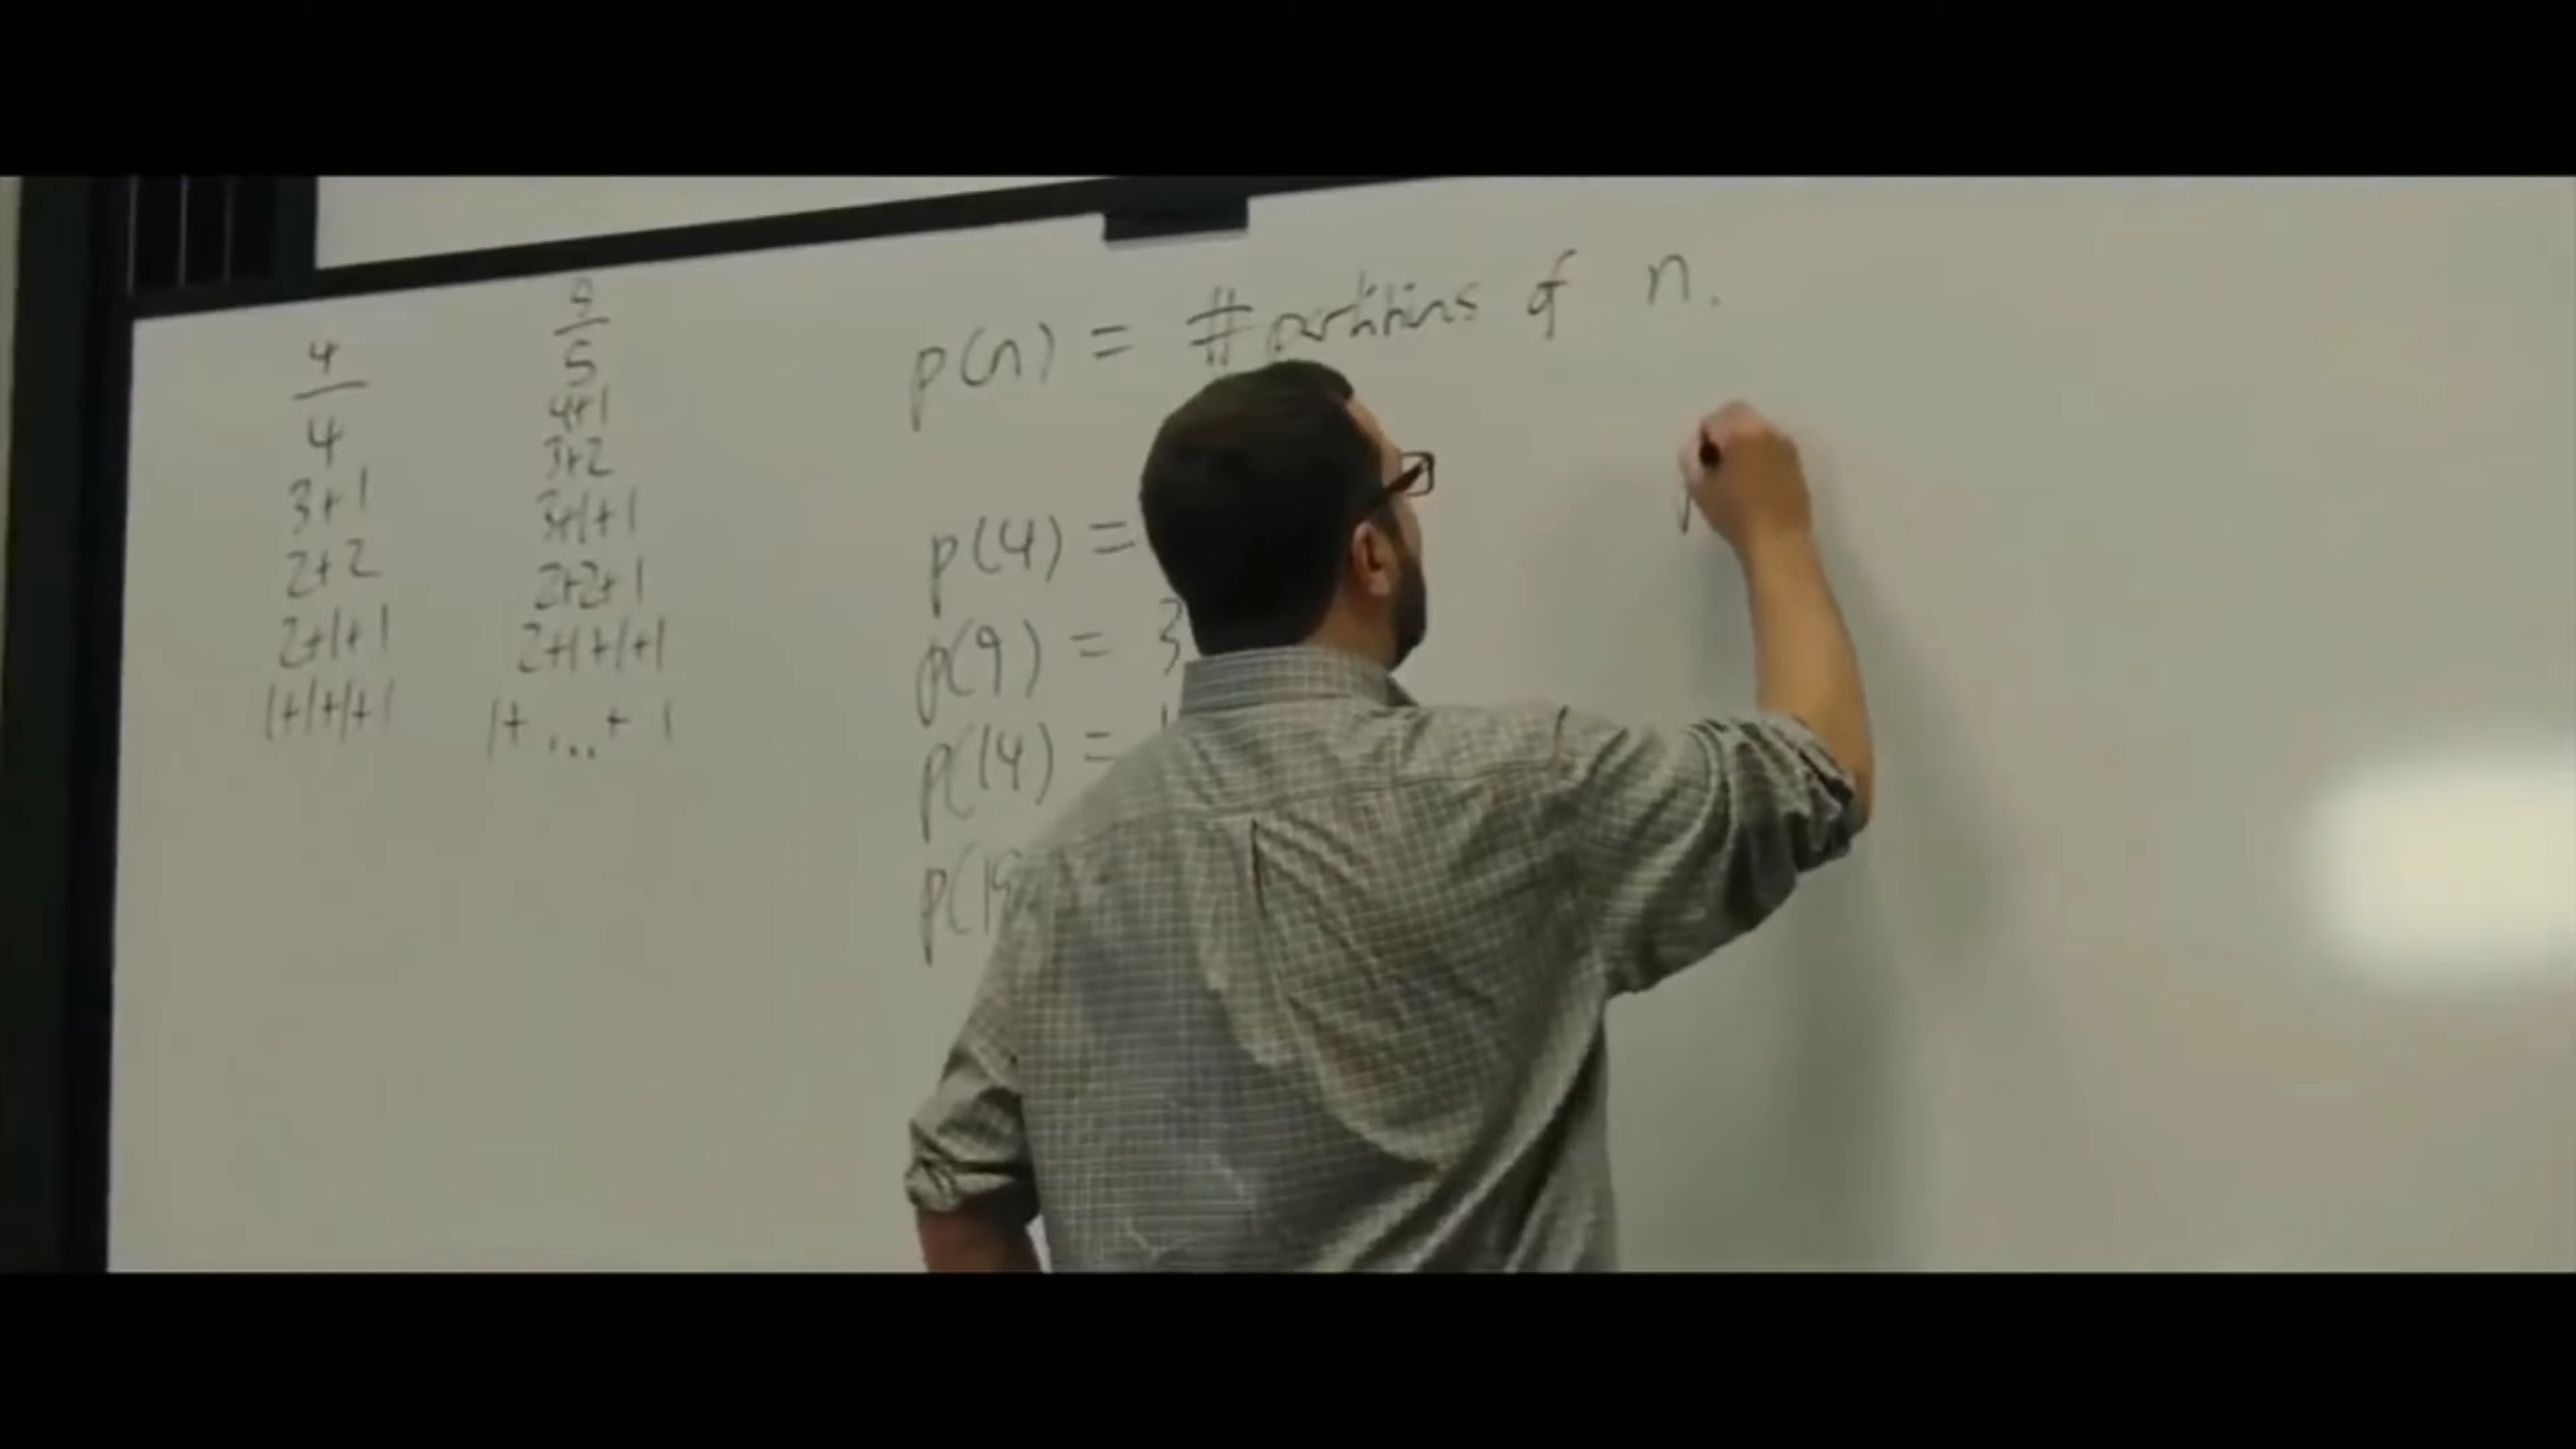 4
4
3+1
2+2
2+1+1
1+1+1+1
5
5
4+1
3+2
3+1+1
2+2+1
2+1+1+1
1+...+1
p(n) = # partitions of n.
p(4) =
p(9) = 3
p(14) =
p(19